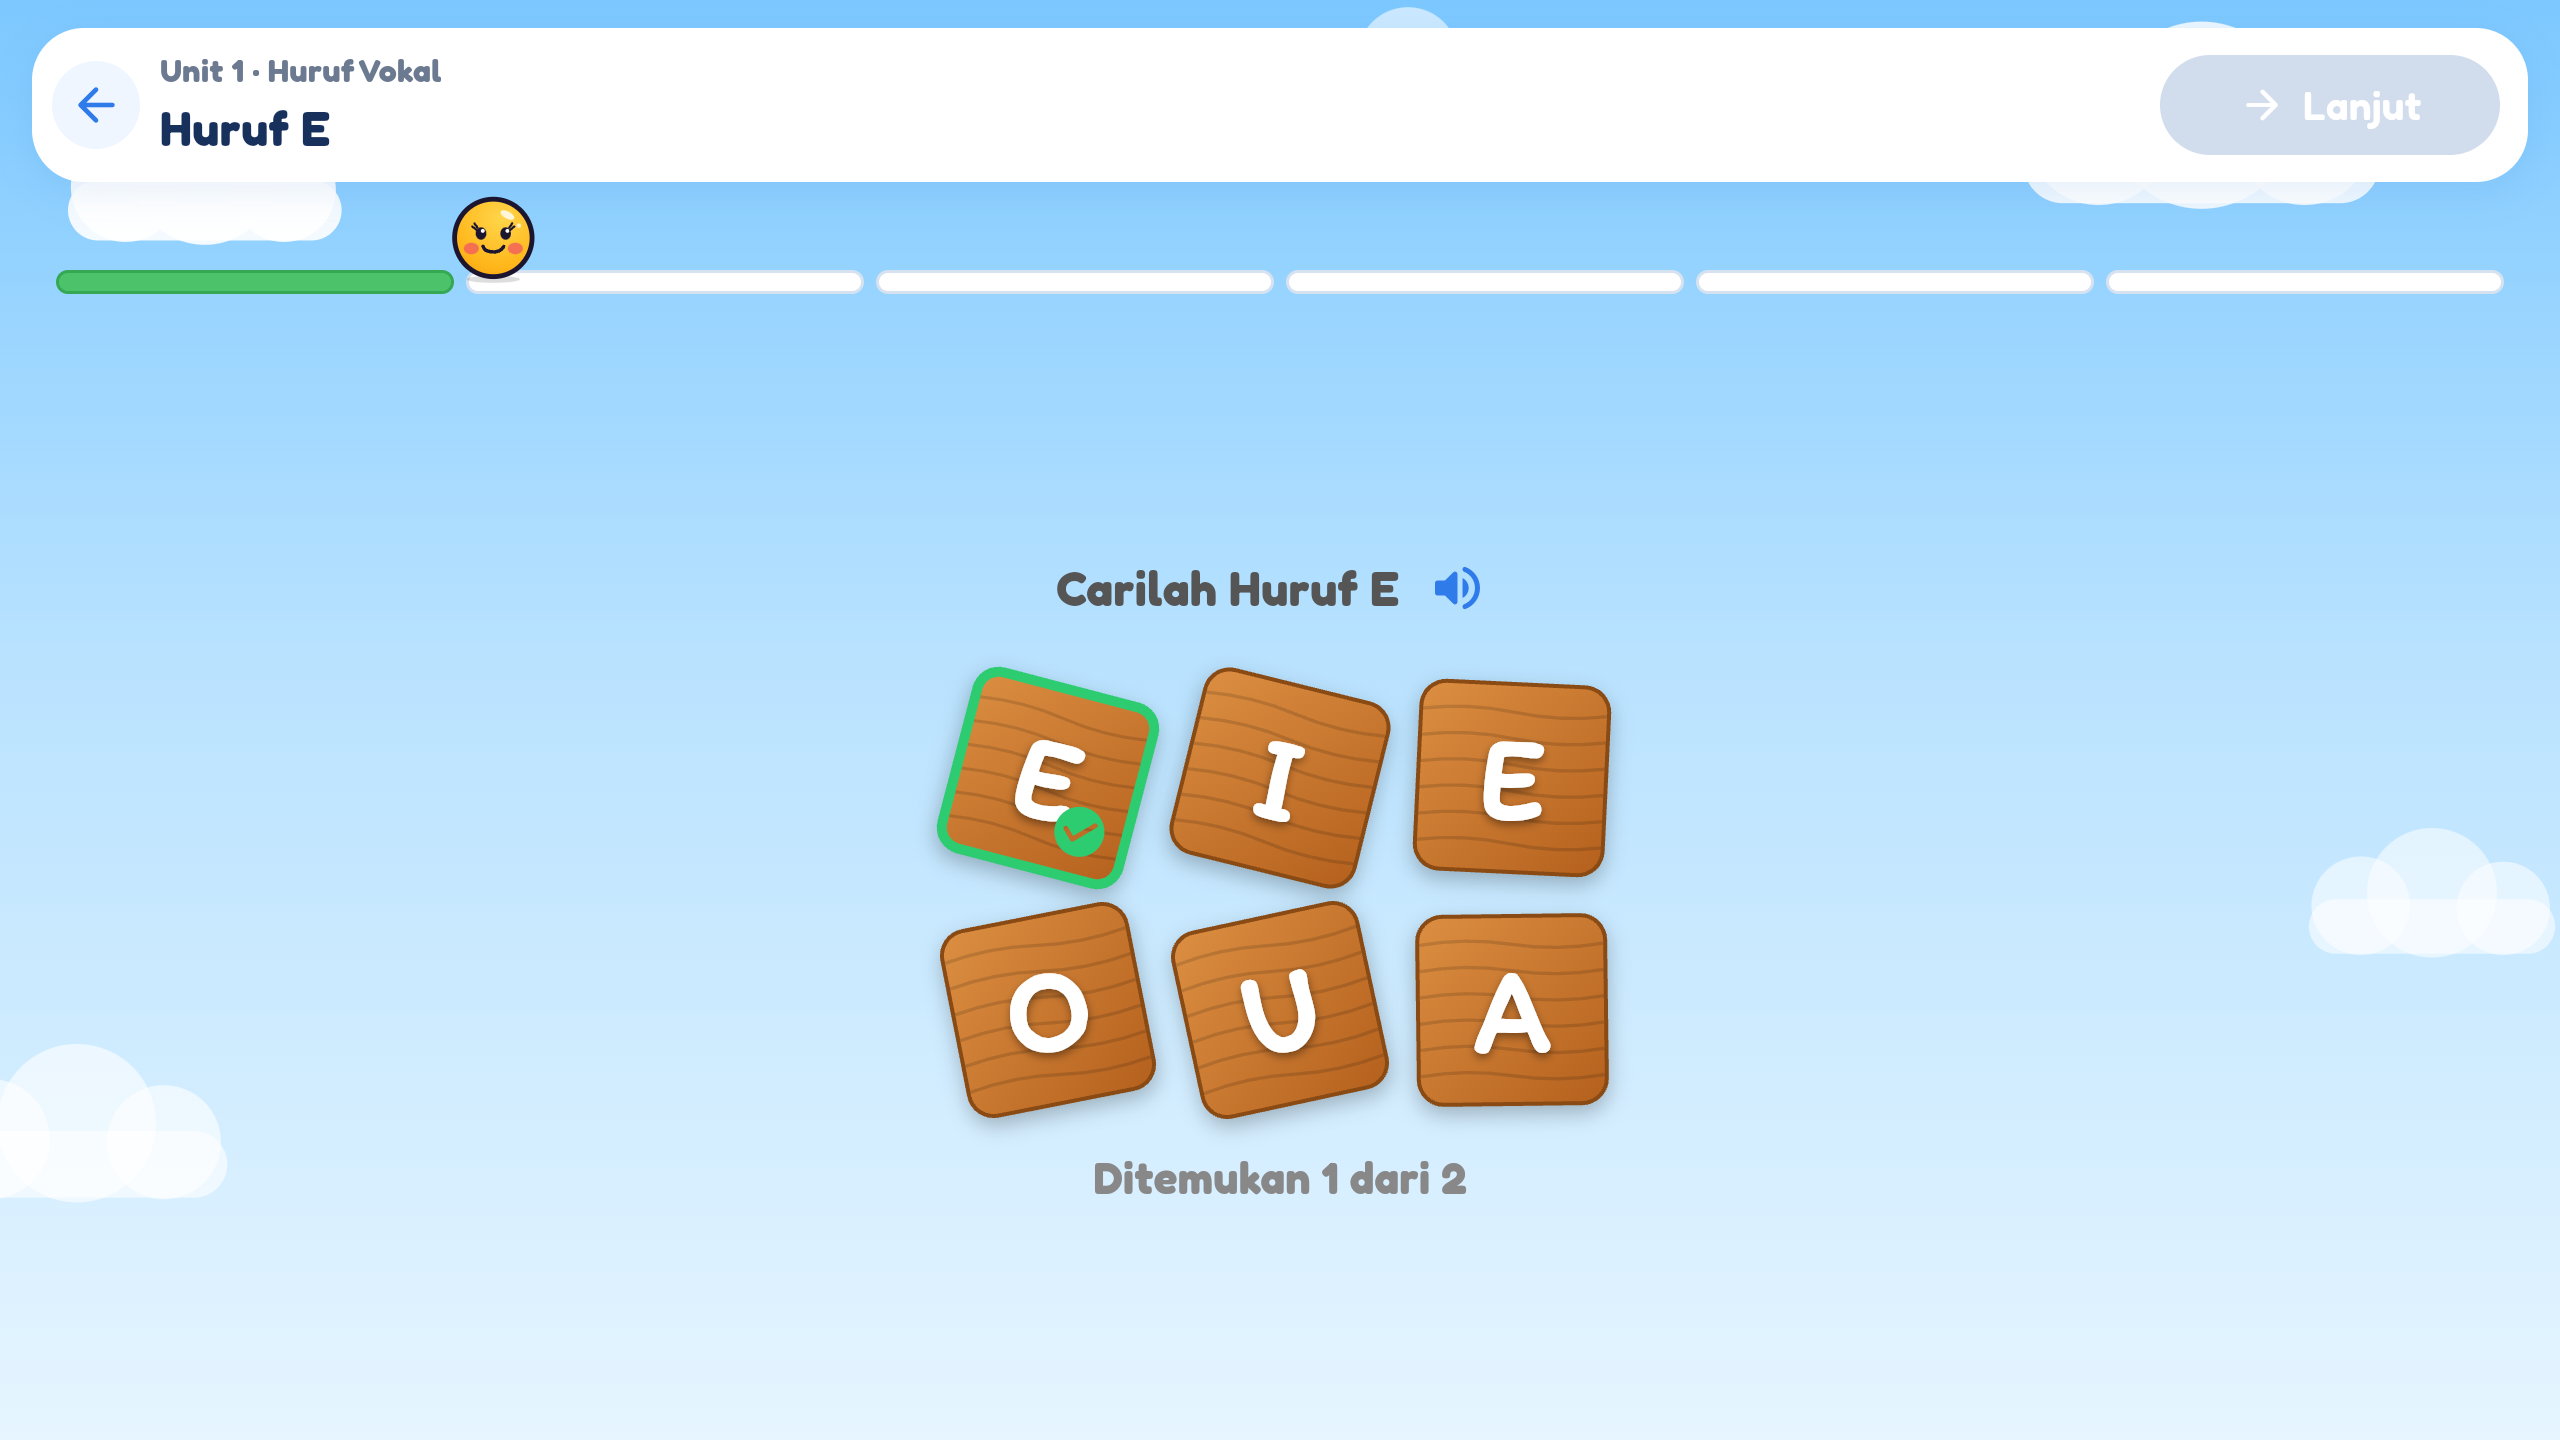 Unit 1 · Huruf Vokal
Huruf E
Lanjut
Carilah Huruf E
E I E
O U A
Ditemukan 1 dari 2